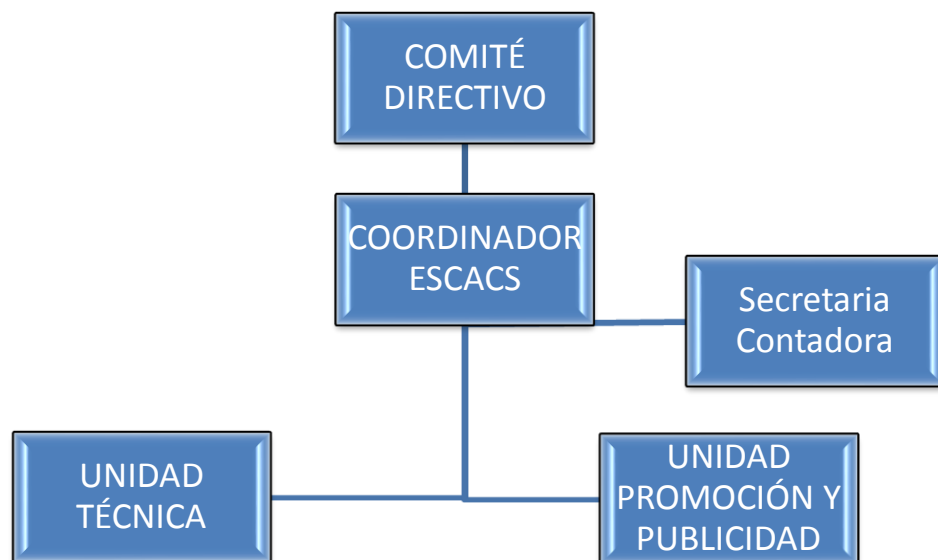 COMITÉ
DIRECTIVO
COORDINADOR
ESCACS
Secretaria
Contadora
UNIDAD
TÉCNICA
UNIDAD
PROMOCIÓN Y
PUBLICIDAD